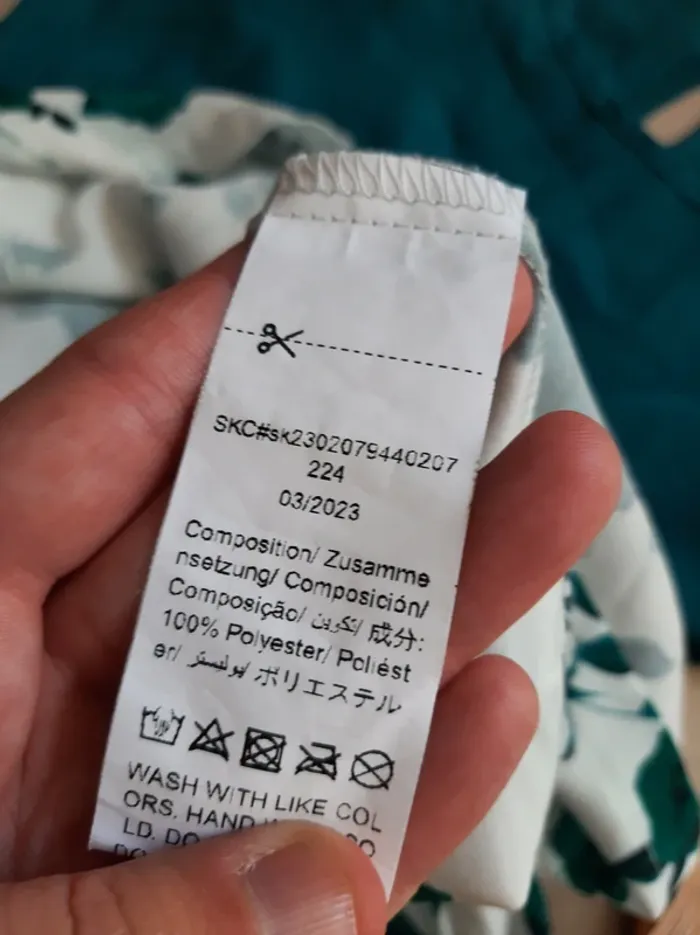 SKC#sk2302079440207
224
03/2023
Composition/ Zusamme
nsetzung/ Composición/
Composição/ تكوين/ 成分:
100% Polyester/ Poliést
er/ بوليستر/ ポリエステル
WASH WITH LIKE COL
ORS. HAND
LD. DO